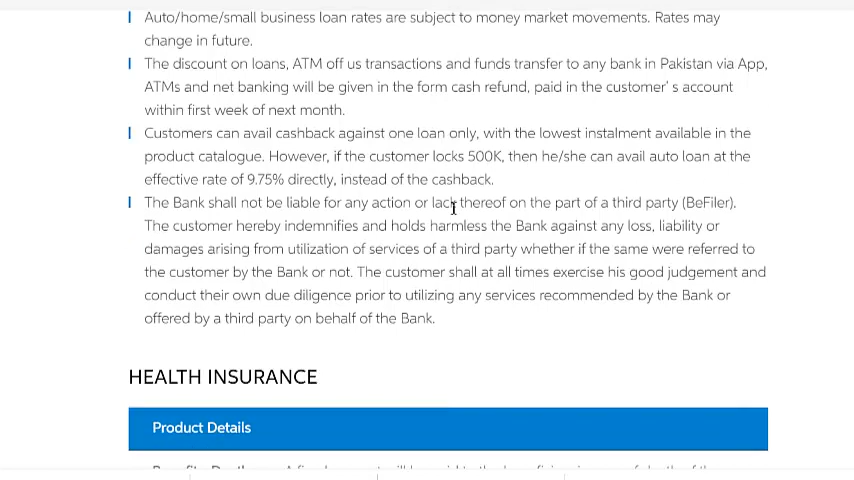 Auto/home/small business loan rates are subject to money market movements. Rates may
change in future.
The discount on loans, ATM off us transactions and funds transfer to any bank in Pakistan via App,
ATMs and net banking will be given in the form cash refund, paid in the customer' s account
within first week of next month.
Customers can avail cashback against one loan only, with the lowest instalment available in the
product catalogue. However, if the customer locks 500K, then he/she can avail auto loan at the
effective rate of 9.75% directly, instead of the cashback.
The Bank shall not be liable for any action or lack thereof on the part of a third party (BeFiler).
The customer hereby indemnifies and holds harmless the Bank against any loss, liability or
damages arising from utilization of services of a third party whether if the same were referred to
the customer by the Bank or not. The customer shall at all times exercise his good judgement and
conduct their own due diligence prior to utilizing any services recommended by the Bank or
offered by a third party on behalf of the Bank.
HEALTH INSURANCE
Product Details